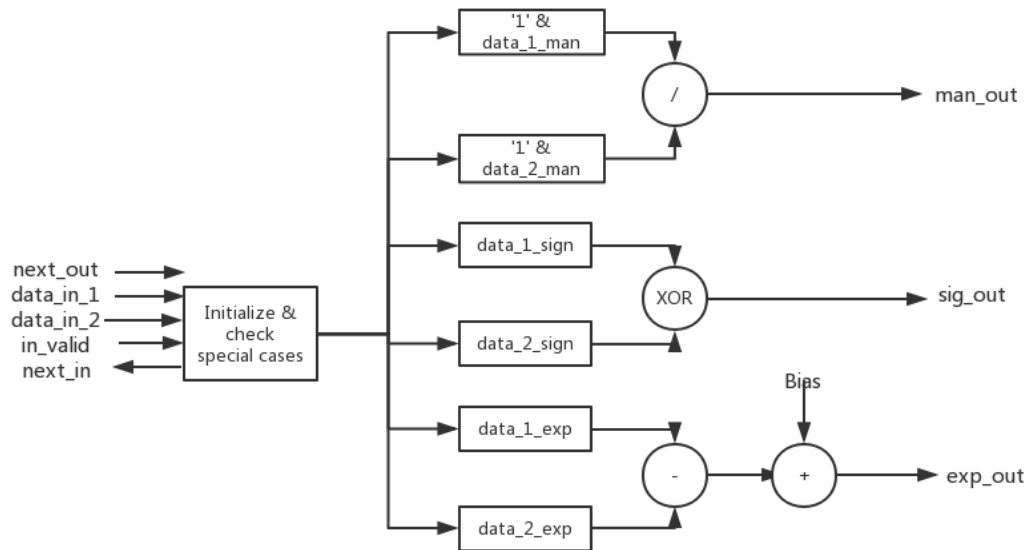 '1' &
data_1_man
/
man_out
'1' &
data_2_man
data_1_sign
XOR
sig_out
data_2_sign
next_out
data_in_1
data_in_2
in_valid
next_in
Initialize &
check
special cases
Bias
data_1_exp
-
+
exp_out
data_2_exp